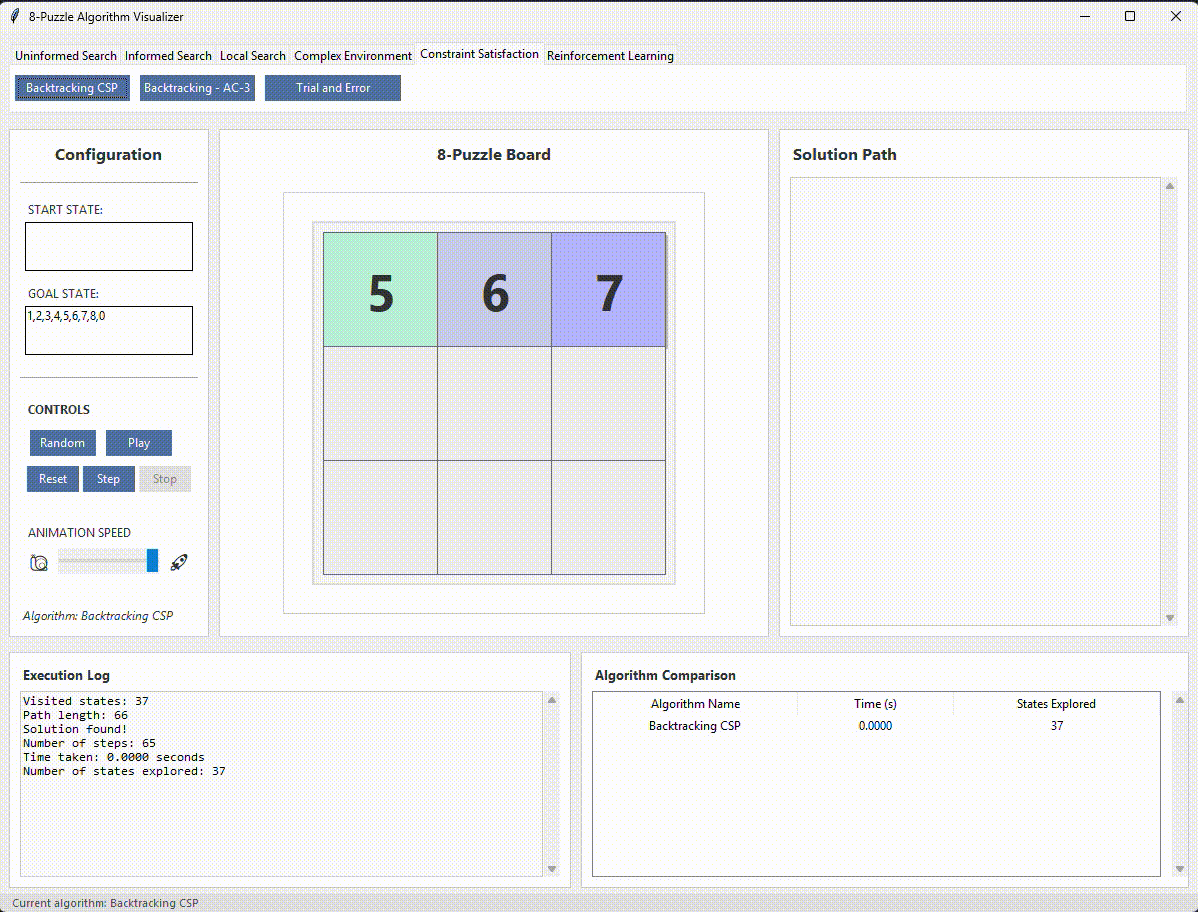 8-Puzzle Algorithm Visualizer
Uninformed Search Informed Search Local Search Complex Environment Constraint Satisfaction Reinforcement Learning
Backtracking CSP Backtracking - AC-3 Trial and Error
Configuration
START STATE:
GOAL STATE:
1,2,3,4,5,6,7,8,0
CONTROLS
Random Play
Reset Step Stop
ANIMATION SPEED
Algorithm: Backtracking CSP
8-Puzzle Board
5 6 7
Solution Path
Execution Log
Visited states: 37
Path length: 66
Solution found!
Number of steps: 65
Time taken: 0.0000 seconds
Number of states explored: 37
Algorithm Comparison
Algorithm Name Time (s) States Explored
Backtracking CSP 0.0000 37
Current algorithm: Backtracking CSP